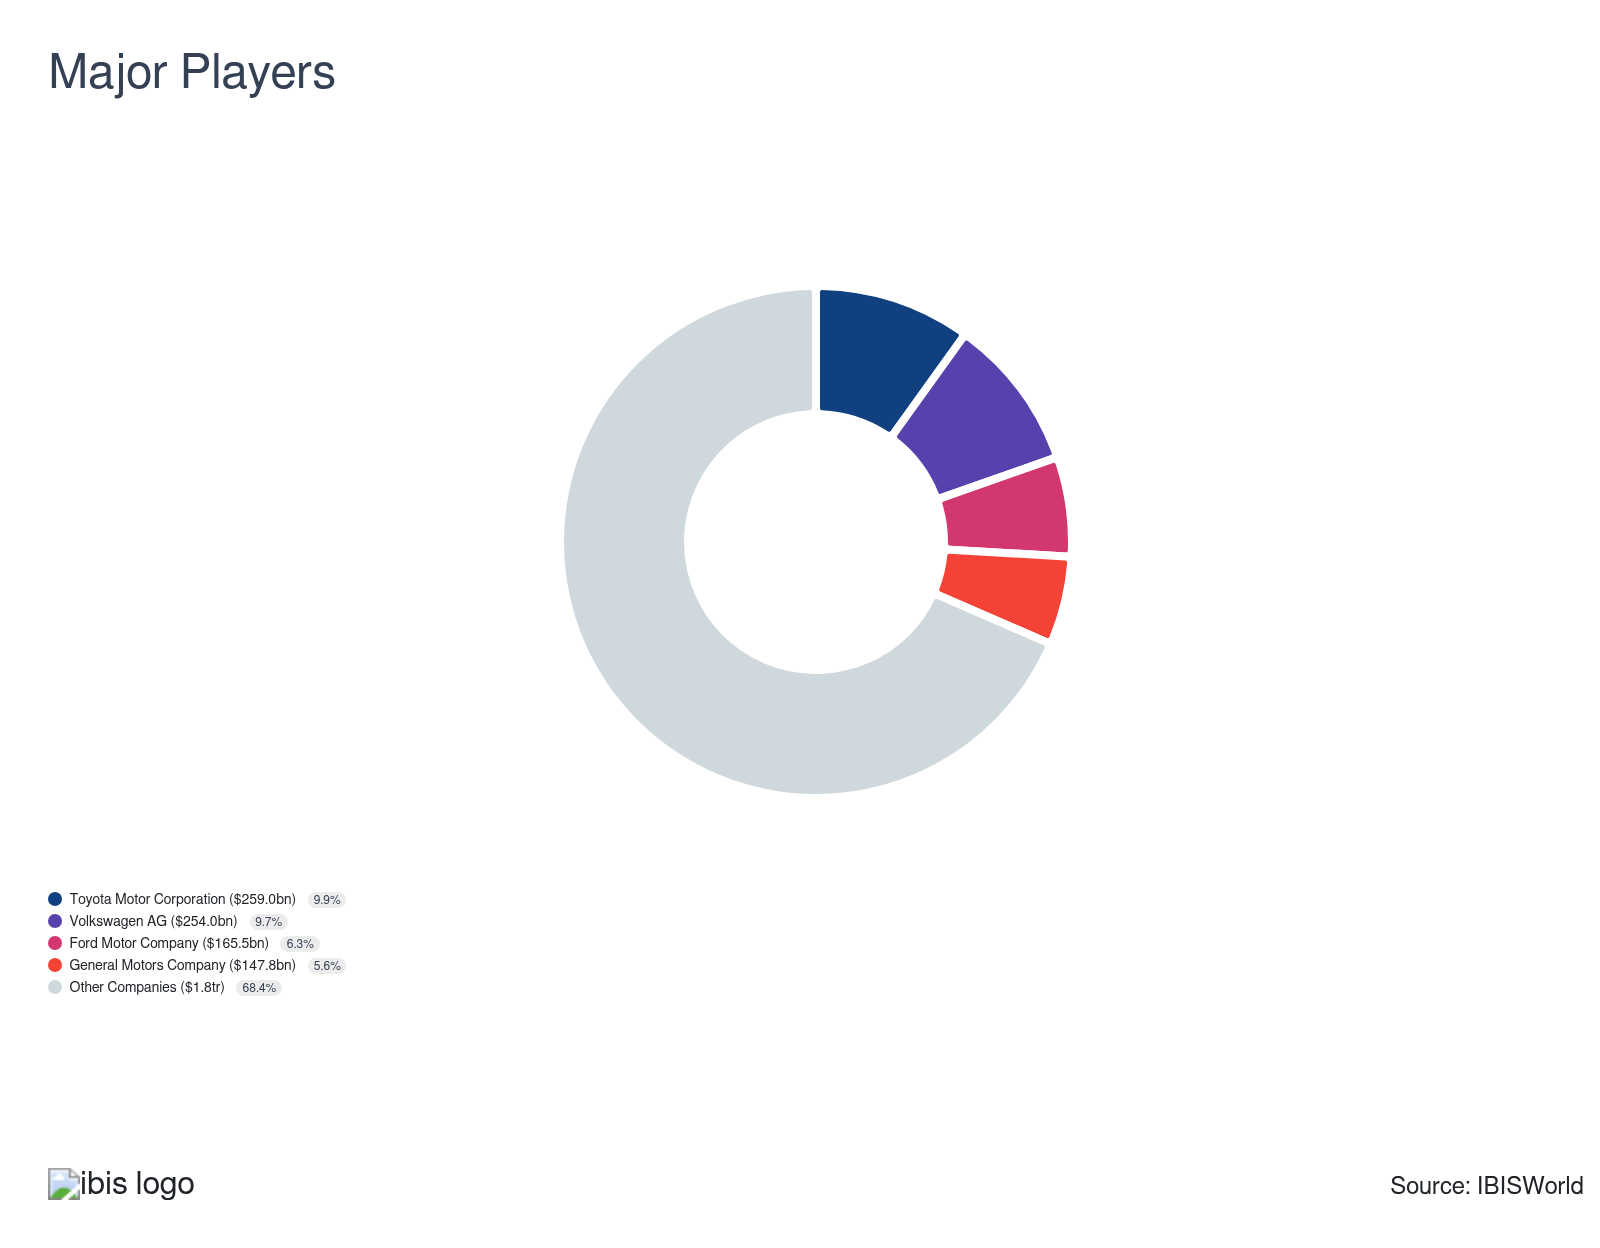 Major Players
Toyota Motor Corporation ($259.0bn) 9.9%
Volkswagen AG ($254.0bn) 9.7%
Ford Motor Company ($165.5bn) 6.3%
General Motors Company ($147.8bn) 5.6%
Other Companies ($1.8tr) 68.4%
ibis logo
Source: IBISWorld